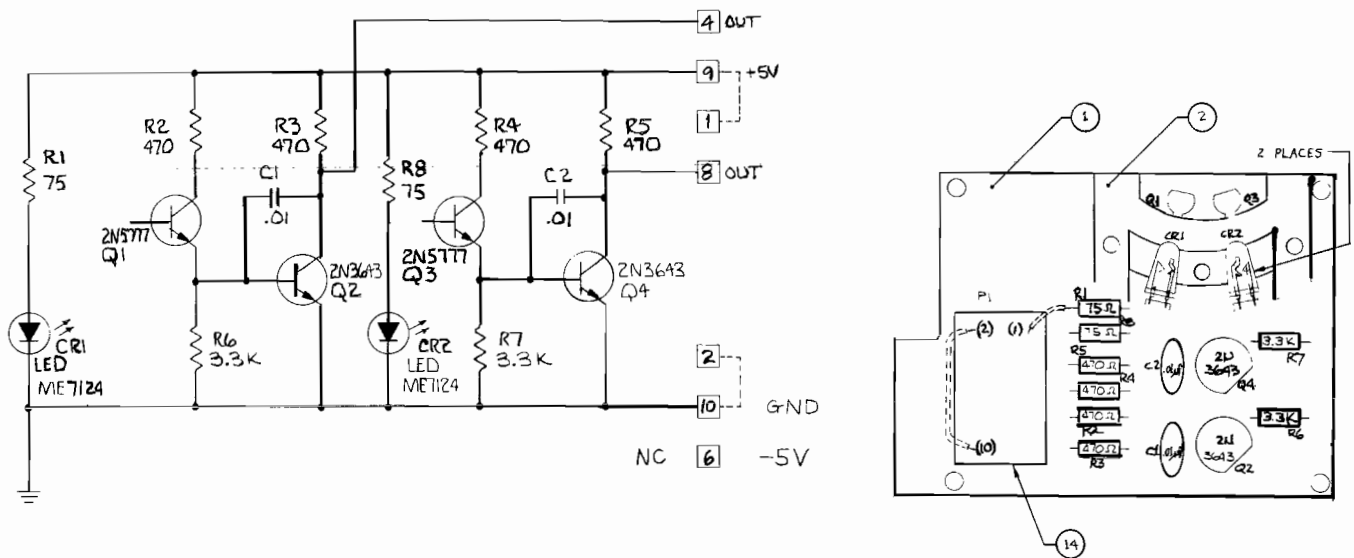 4 OUT
9 +5V
1
8 OUT
2
10 GND
NC 6 -5V
R1
75
R2
470
R3
470
C1
.01
R8
75
R4
470
C2
.01
R5
470
2N5777
Q1
2N3643
Q2
2N5777
Q3
2N3643
Q4
CR1
LED
ME7124
R6
3.3K
CR2
LED
ME7124
R7
3.3K
1
2
2 PLACES
Q1
Q3
CR1
CR2
P1
(2) (1)
(10)
R1
75Ω
75Ω
R8
R5
470Ω
R4
470Ω
470Ω
R2
470Ω
R3
C2
.01µf
2N
3643
Q4
3.3K
R7
C1
.01µf
2N
3643
Q2
3.3K
R6
14